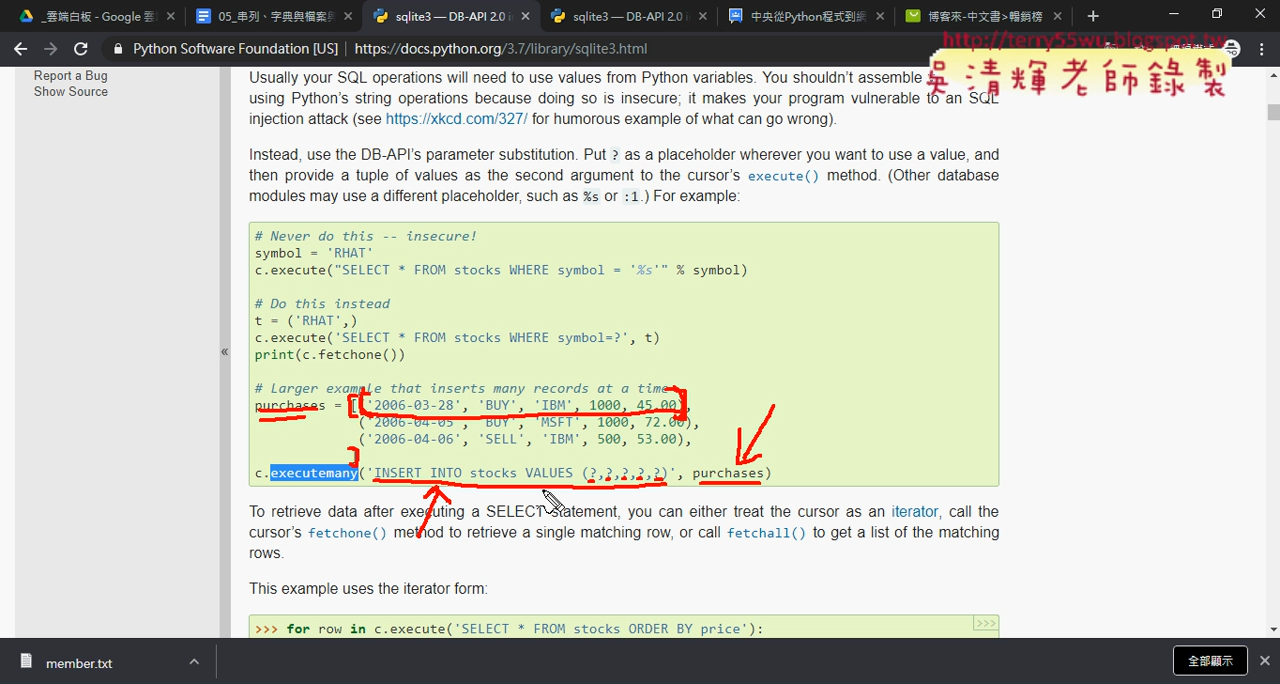 _雲端白板 - Google 雲
05_串列、字典與檔案
sqlite3 — DB-API 2.0 i
sqlite3 — DB-API 2.0 i
中央從Python程式到網
博客來-中文書>暢銷榜
Python Software Foundation [US] | https://docs.python.org/3.7/library/sqlite3.html
http://terry55wu.blogspot.tw
吳清輝老師錄製
Report a Bug
Show Source
Usually your SQL operations will need to use values from Python variables. You shouldn't assemble
using Python's string operations because doing so is insecure; it makes your program vulnerable to an SQL
injection attack (see https://xkcd.com/327/ for humorous example of what can go wrong).
Instead, use the DB-API's parameter substitution. Put ? as a placeholder wherever you want to use a value, and
then provide a tuple of values as the second argument to the cursor's execute() method. (Other database
modules may use a different placeholder, such as %s or :1.) For example:
# Never do this -- insecure!
symbol = 'RHAT'
c.execute("SELECT * FROM stocks WHERE symbol = '%s'" % symbol)
# Do this instead
t = ('RHAT',)
c.execute('SELECT * FROM stocks WHERE symbol=?', t)
print(c.fetchone())
# Larger example that inserts many records at a time
purchases = [('2006-03-28', 'BUY', 'IBM', 1000, 45.00),
('2006-04-05', 'BUY', 'MSFT', 1000, 72.00),
('2006-04-06', 'SELL', 'IBM', 500, 53.00),
]
c.executemany('INSERT INTO stocks VALUES (?,?,?,?,?)', purchases)
To retrieve data after executing a SELECT statement, you can either treat the cursor as an iterator, call the
cursor's fetchone() method to retrieve a single matching row, or call fetchall() to get a list of the matching
rows.
This example uses the iterator form:
>>> for row in c.execute('SELECT * FROM stocks ORDER BY price'):
>>>
member.txt
全部顯示